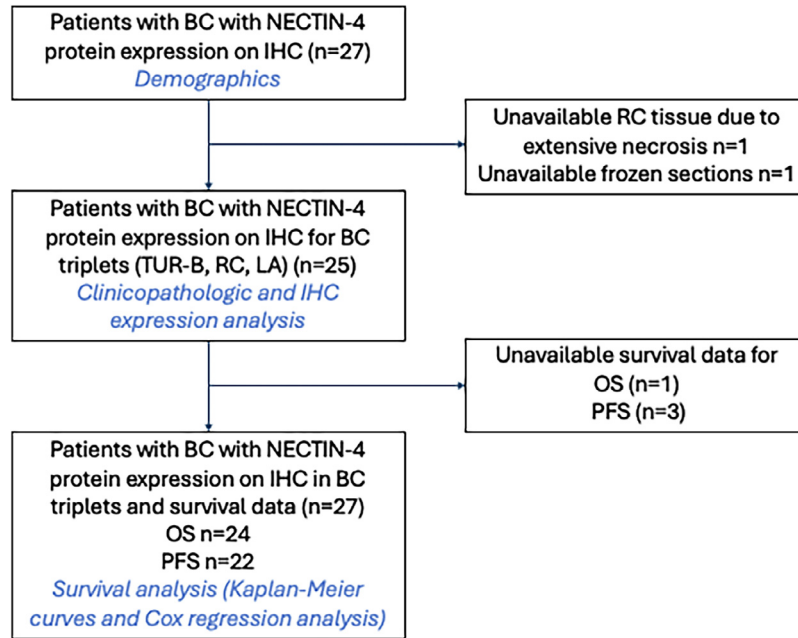 Patients with BC with NECTIN-4
protein expression on IHC (n=27)
Demographics
Unavailable RC tissue due to
extensive necrosis n=1
Unavailable frozen sections n=1
Patients with BC with NECTIN-4
protein expression on IHC for BC
triplets (TUR-B, RC, LA) (n=25)
Clinicopathologic and IHC
expression analysis
Unavailable survival data for
OS (n=1)
PFS (n=3)
Patients with BC with NECTIN-4
protein expression on IHC in BC
triplets and survival data (n=27)
OS n=24
PFS n=22
Survival analysis (Kaplan-Meier
curves and Cox regression analysis)